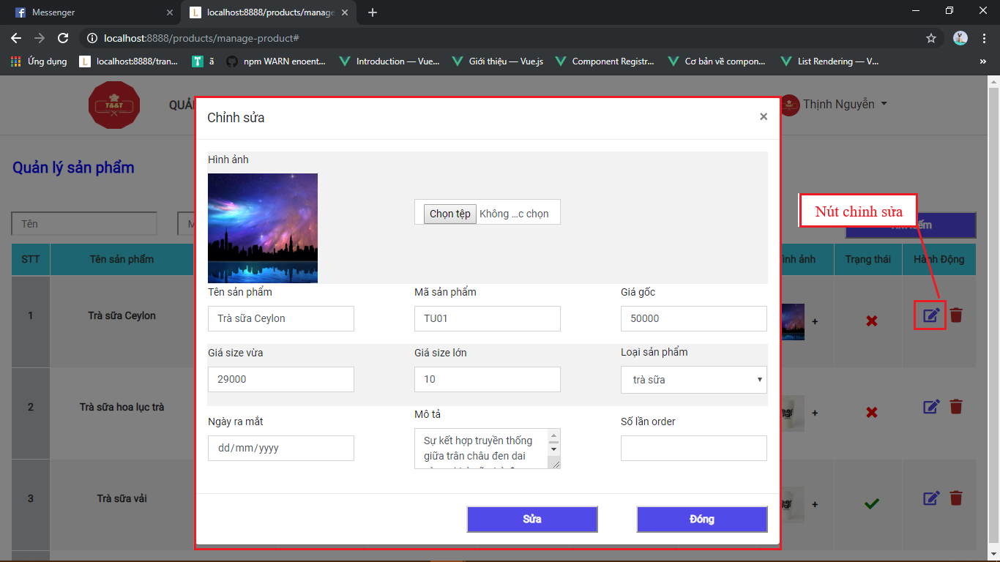 Messenger
localhost:8888/products/manage
localhost:8888/products/manage-product#
Ứng dụng
localhost:8888/tran...
ã
npm WARN enoent...
Introduction — Vue...
Giới thiệu — Vue.js
Component Registr...
Cơ bản về compon...
List Rendering — V...
»
T&&T
QUẢ
Thịnh Nguyễn
Chỉnh sửa
×
Quản lý sản phẩm
Hình ảnh
Chọn tệp Không ...c chọn
Nút chỉnh sửa
Tên
STT
Tên sản phẩm
ình ảnh
Trạng thái
Hành Động
Tên sản phẩm
Mã sản phẩm
Giá gốc
Trà sữa Ceylon
TU01
50000
1
Trà sữa Ceylon
+
Giá size vừa
Giá size lớn
Loại sản phẩm
29000
10
trà sữa
2
Trà sữa hoa lục trà
+
Ngày ra mắt
Mô tả
Số lần order
dd/mm/yyyy
Sự kết hợp truyền thống
giữa trân châu đen dai
3
Trà sữa vải
+
Sửa
Đóng